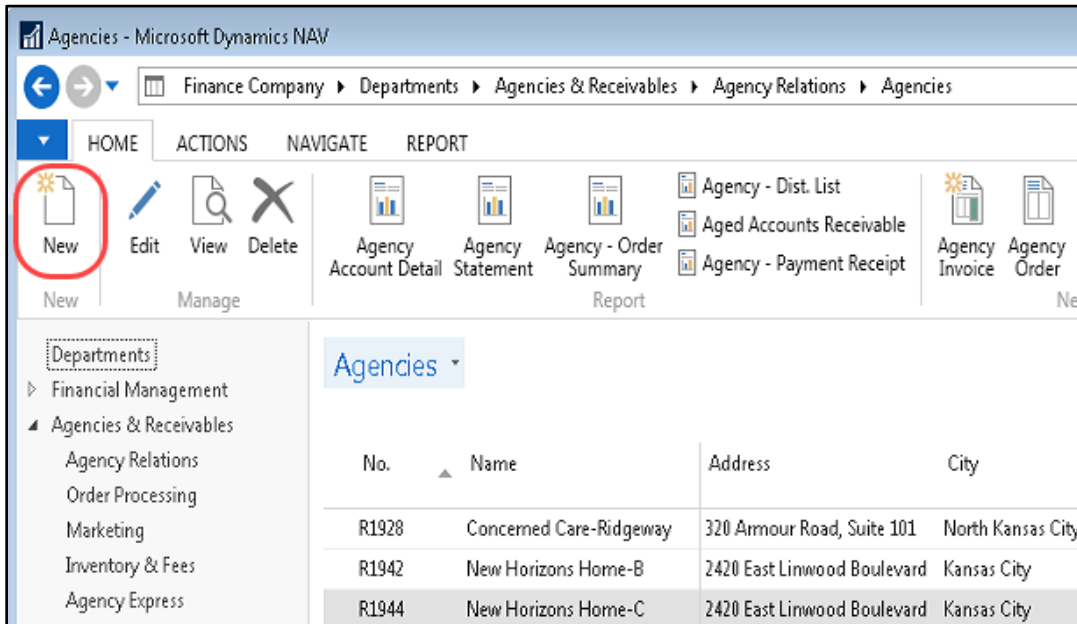 Agencies - Microsoft Dynamics NAV
Finance Company ▸ Departments ▸ Agencies & Receivables ▸ Agency Relations ▸ Agencies
HOME ACTIONS NAVIGATE REPORT
New
Edit View Delete
Agency Account Detail
Agency Statement
Agency - Order Summary
Agency - Dist. List
Aged Accounts Receivable
Agency - Payment Receipt
Agency Invoice
Agency Order
New Manage Report Ne
Departments
Financial Management
Agencies & Receivables
Agency Relations
Order Processing
Marketing
Inventory & Fees
Agency Express
Agencies
No. Name Address City
R1928 Concerned Care-Ridgeway 320 Armour Road, Suite 101 North Kansas City
R1942 New Horizons Home-B 2420 East Linwood Boulevard Kansas City
R1944 New Horizons Home-C 2420 East Linwood Boulevard Kansas City